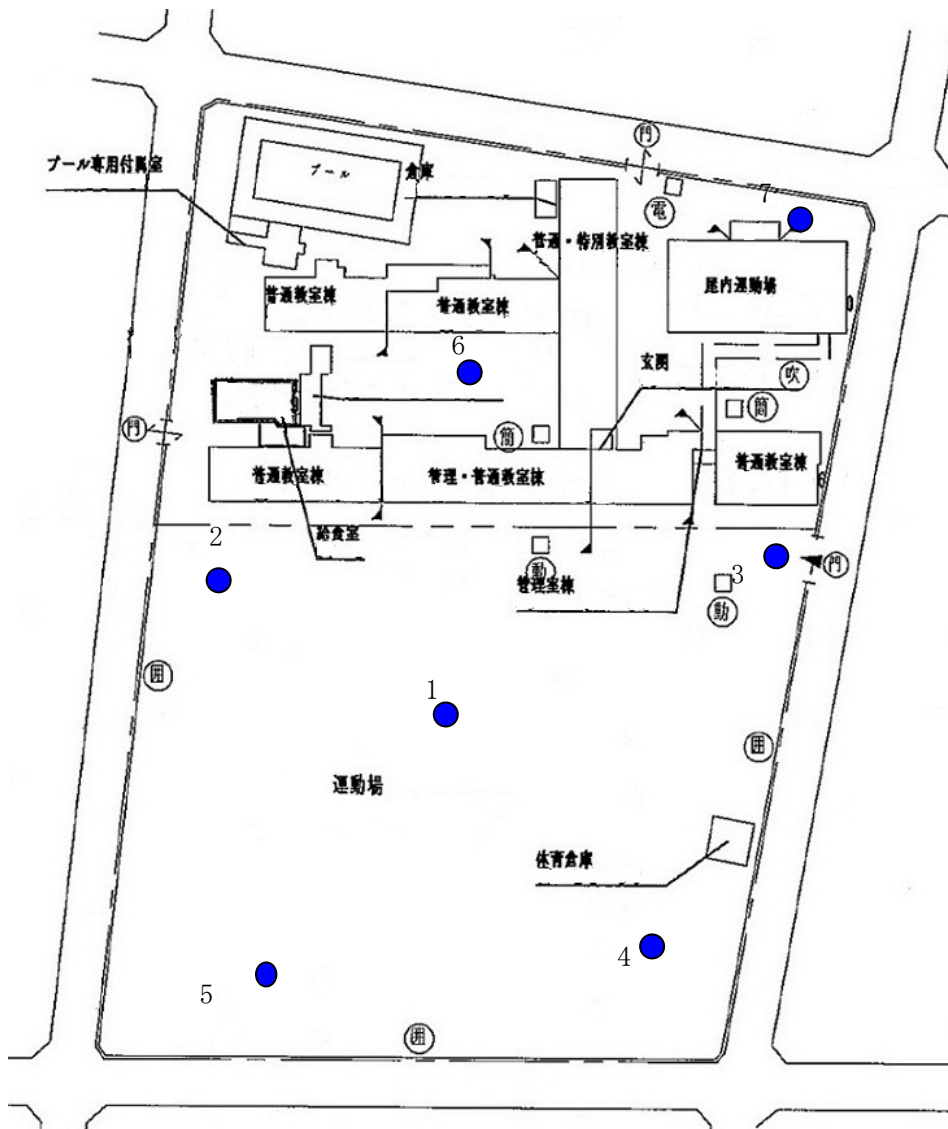 門
プール専用付属室
プール
倉庫
電
7
普通・特別教室棟
普通教室棟
普通教室棟
屋内運動場
6
玄関
吹
筒
門
筒
普通教室棟
管理・普通教室棟
普通教室棟
2
給食室
動
3
門
管理室棟
動
囲
1
囲
運動場
体育倉庫
4
5
囲